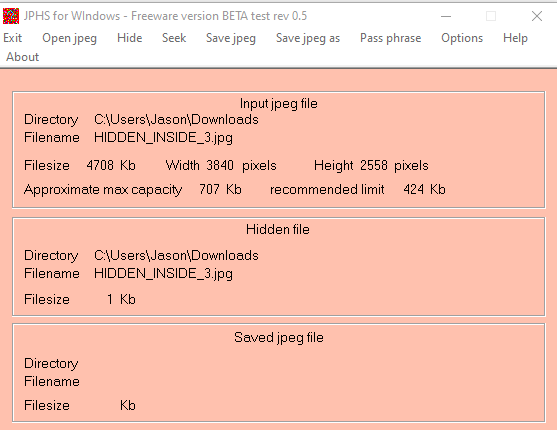 JPHS for WIndows - Freeware version BETA test rev 0.5
Exit Open jpeg Hide Seek Save jpeg Save jpeg as Pass phrase Options Help
About
Input jpeg file
Directory C:\Users\Jason\Downloads
Filename HIDDEN_INSIDE_3.jpg
Filesize 4708 Kb Width 3840 pixels Height 2558 pixels
Approximate max capacity 707 Kb recommended limit 424 Kb
Hidden file
Directory C:\Users\Jason\Downloads
Filename HIDDEN_INSIDE_3.jpg
Filesize 1 Kb
Saved jpeg file
Directory
Filename
Filesize Kb